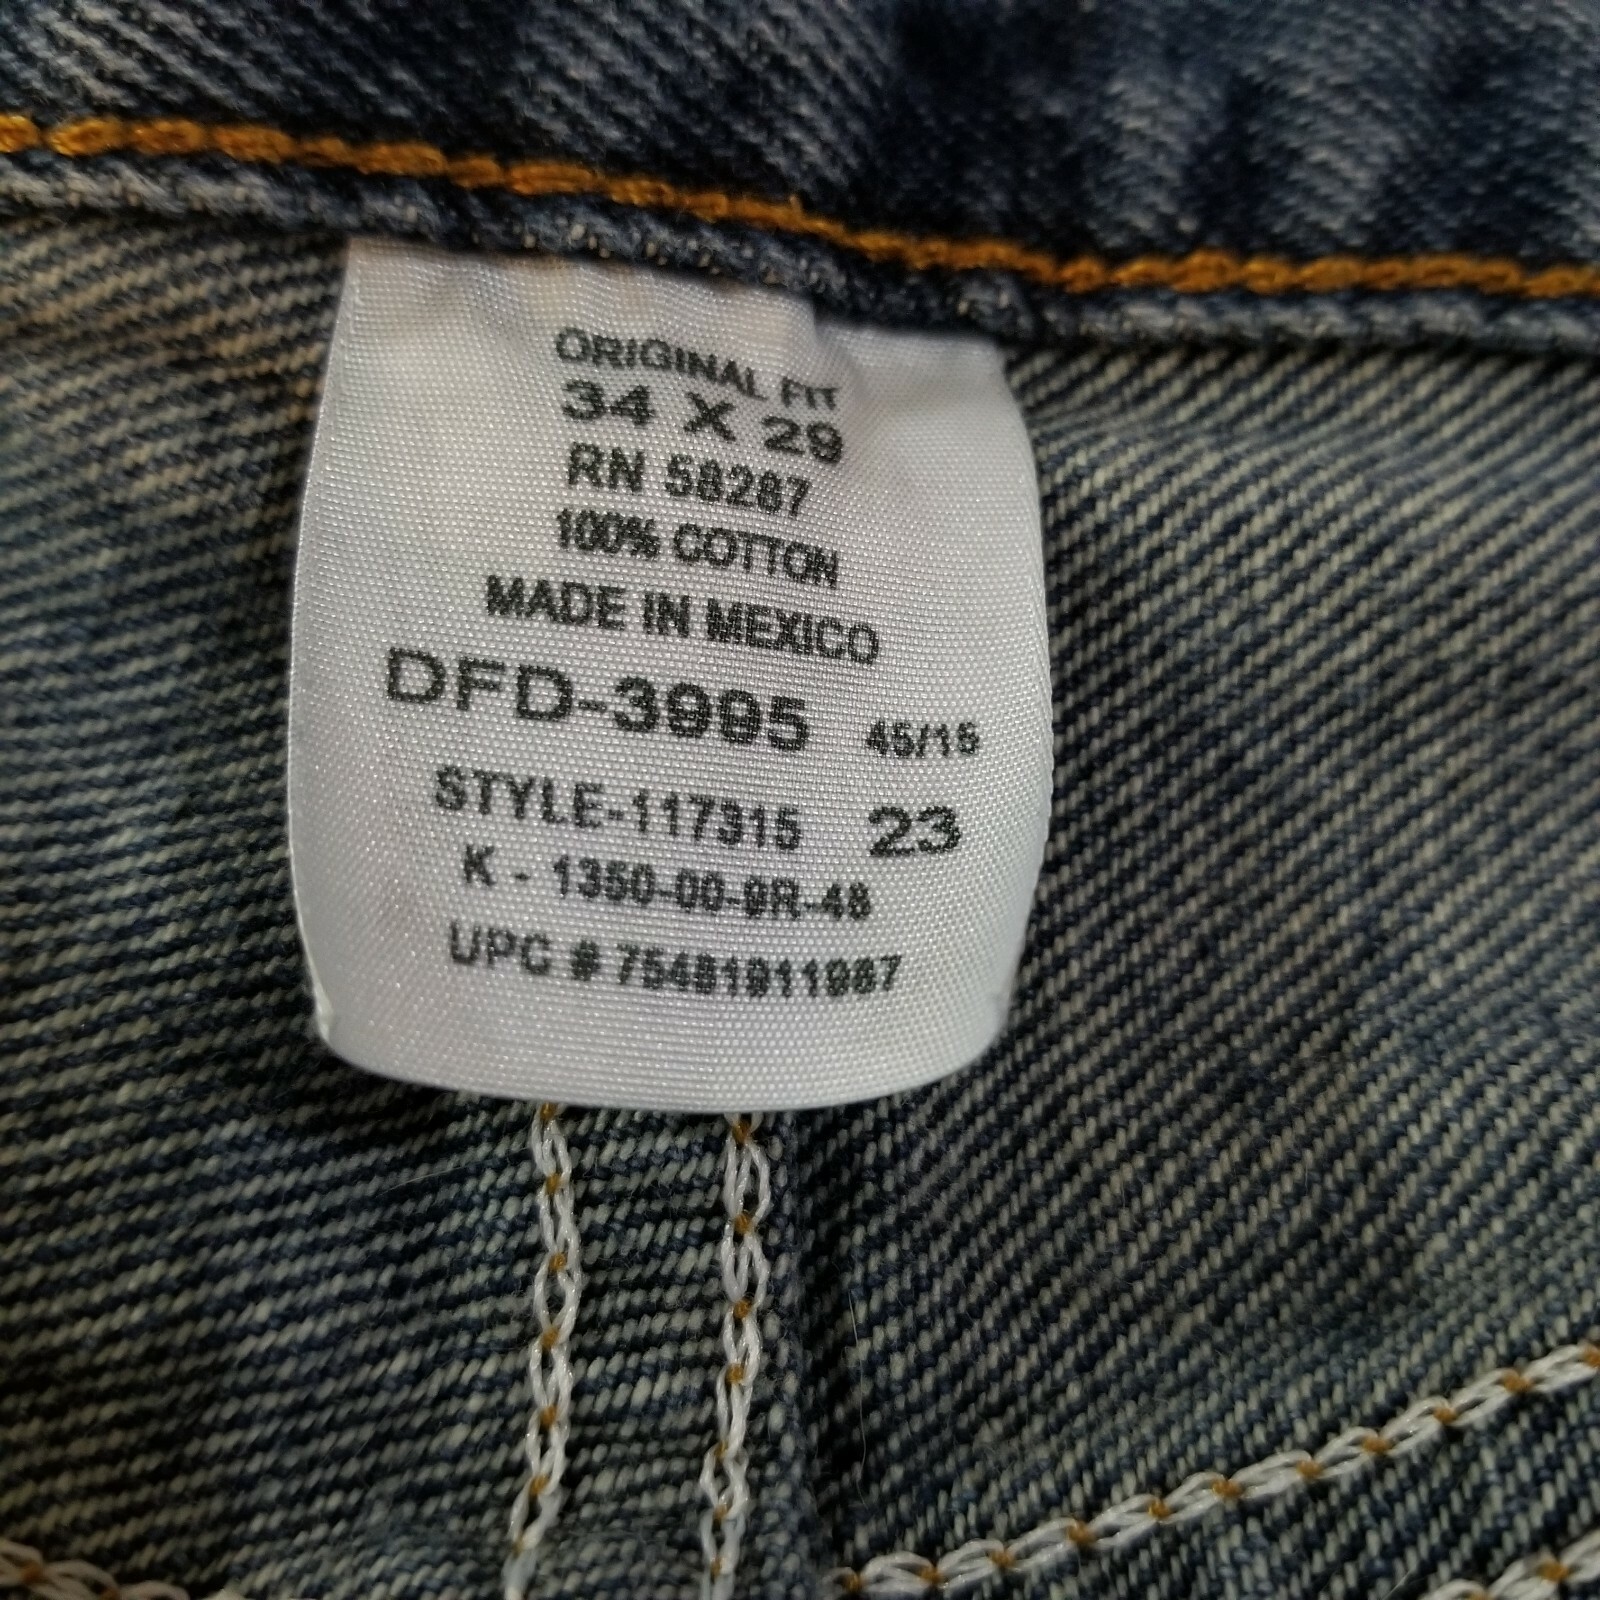 ORIGINAL FIT
34 X 29
RN 58287
100% COTTON
MADE IN MEXICO
DFD-3995 45/15
STYLE-117315 23
K - 1350-00-9R-48
UPC # 75481911987